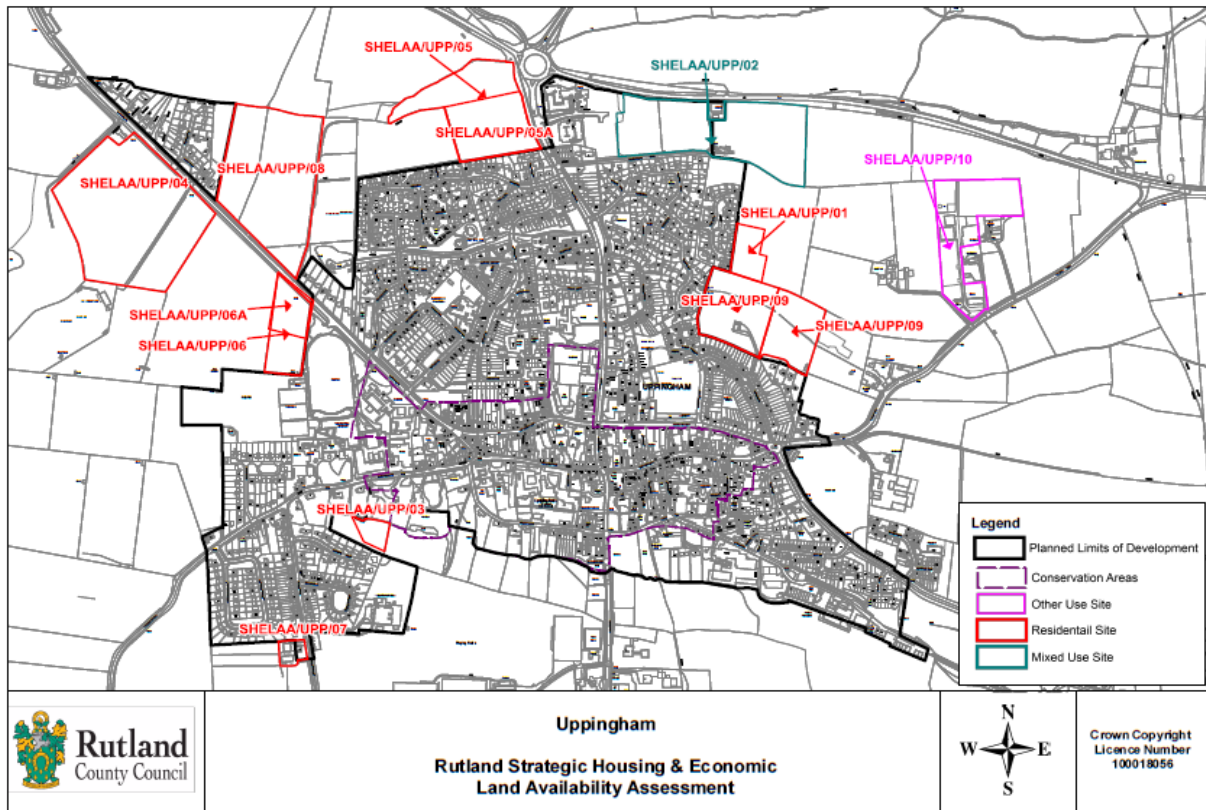 SHELAA/UPP/05
SHELAA/UPP/02
SHELAA/UPP/05A
SHELAA/UPP/10
SHELAA/UPP/08
SHELAA/UPP/04
SHELAA/UPP/01
SHELAA/UPP/09
SHELAA/UPP/06A
SHELAA/UPP/09
SHELAA/UPP/06
UPPINGHAM
SHELAA/UPP/03
SHELAA/UPP/07
Legend
Planned Limits of Development
Conservation Areas
Other Use Site
Residentail Site
Mixed Use Site
Rutland
County Council
Uppingham
Rutland Strategic Housing & Economic
Land Availability Assessment
N
W E
S
Crown Copyright
Licence Number
100018056